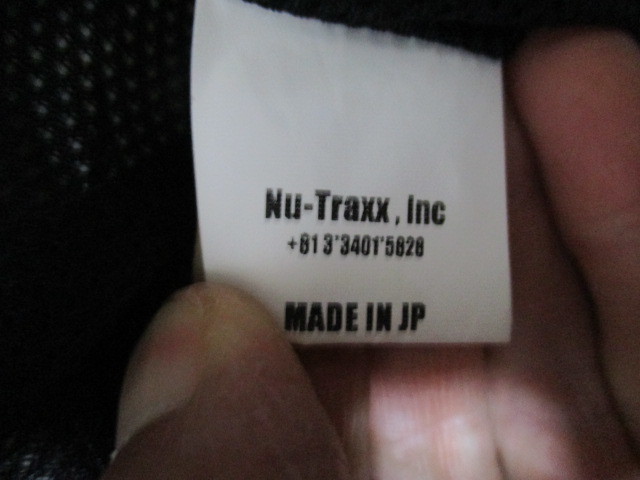 Nu-Traxx, Inc
+81 3*3401*5828
MADE IN JP